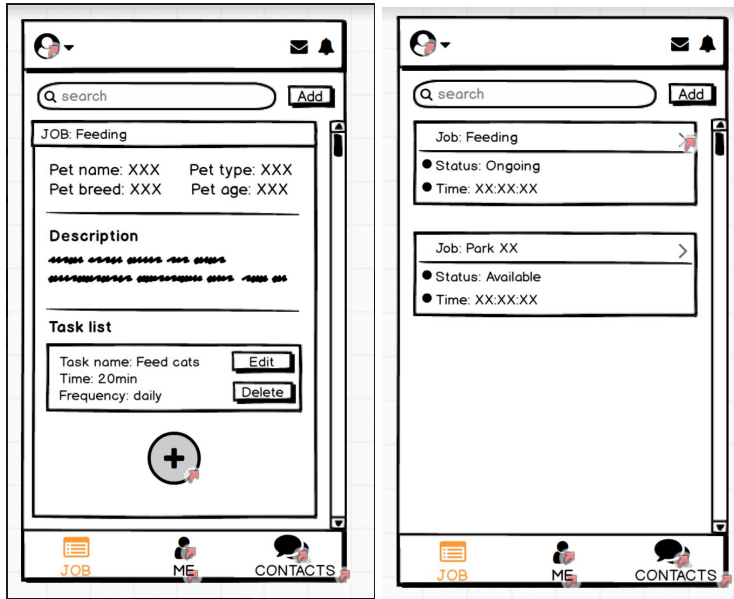 search
Add
JOB: Feeding
Pet name: XXX Pet type: XXX
Pet breed: XXX Pet age: XXX
Description
Task list
Task name: Feed cats Edit
Time: 20min
Frequency: daily Delete
+
JOB ME CONTACTS
search
Add
Job: Feeding
Status: Ongoing
Time: XX:XX:XX
Job: Park XX
Status: Available
Time: XX:XX:XX
JOB ME CONTACTS